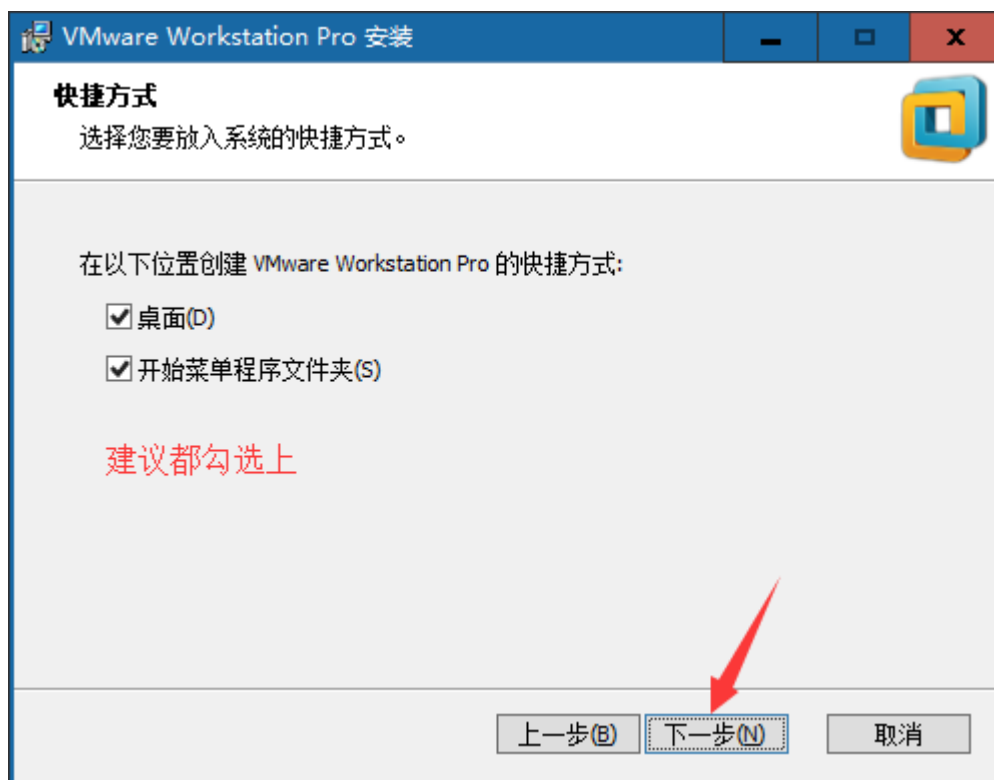 VMware Workstation Pro 安装
快捷方式
选择您要放入系统的快捷方式。
在以下位置创建 VMware Workstation Pro 的快捷方式:
桌面(D)
开始菜单程序文件夹(S)
建议都勾选上
上一步(B) 下一步(N) 取消